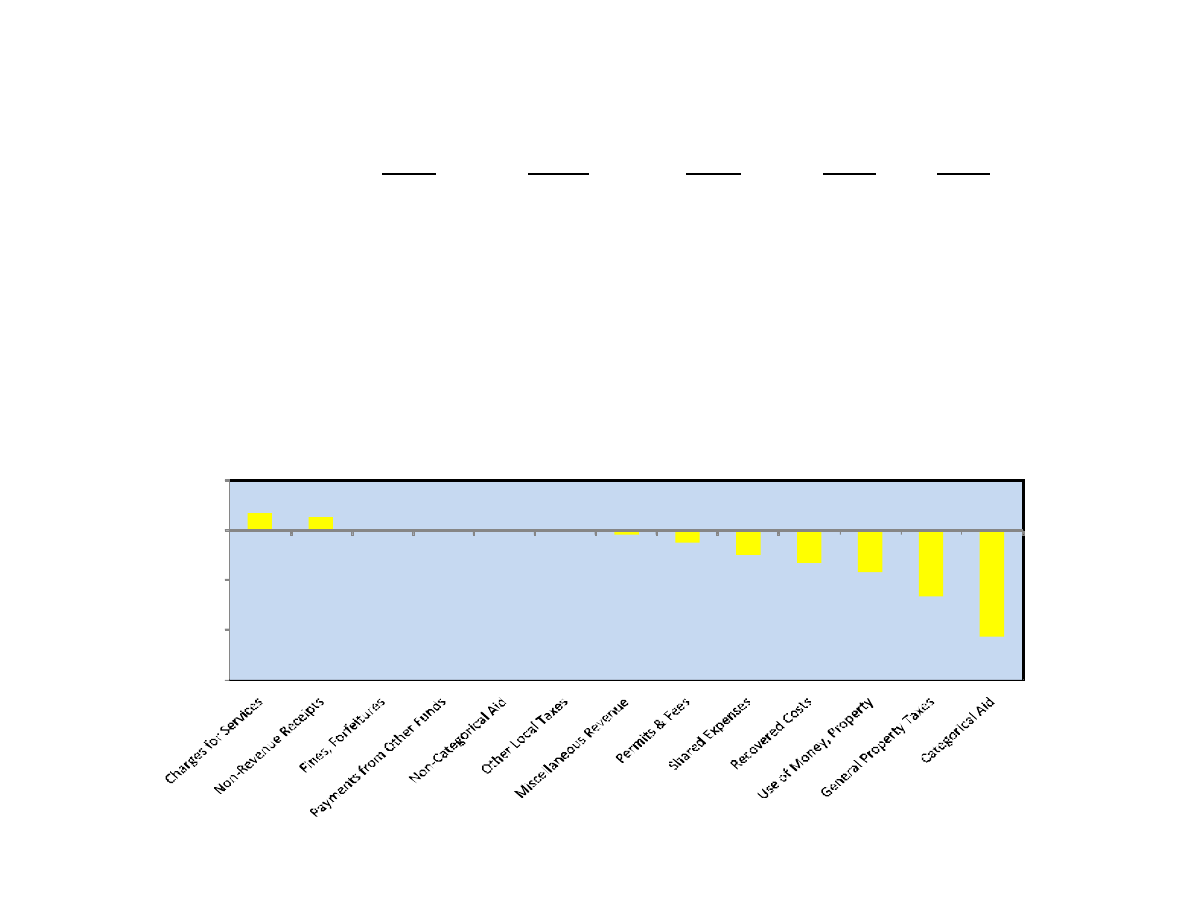 Charges for Services
Non-Revenue Receipts
Fines, Forfeitures
Payments from Other Funds
Non-Categorical Aid
Other Local Taxes
Miscellaneous Revenue
Permits & Fees
Shared Expenses
Recovered Costs
Use of Money, Property
General Property Taxes
Categorical Aid